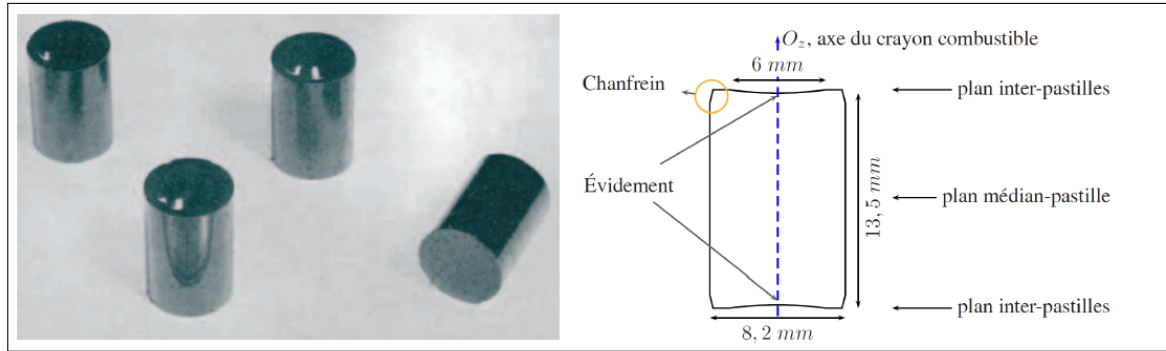 O_z, axe du crayon combustible
6 mm
Chanfrein
plan inter-pastilles
Évidement
13,5 mm
plan médian-pastille
plan inter-pastilles
8,2 mm